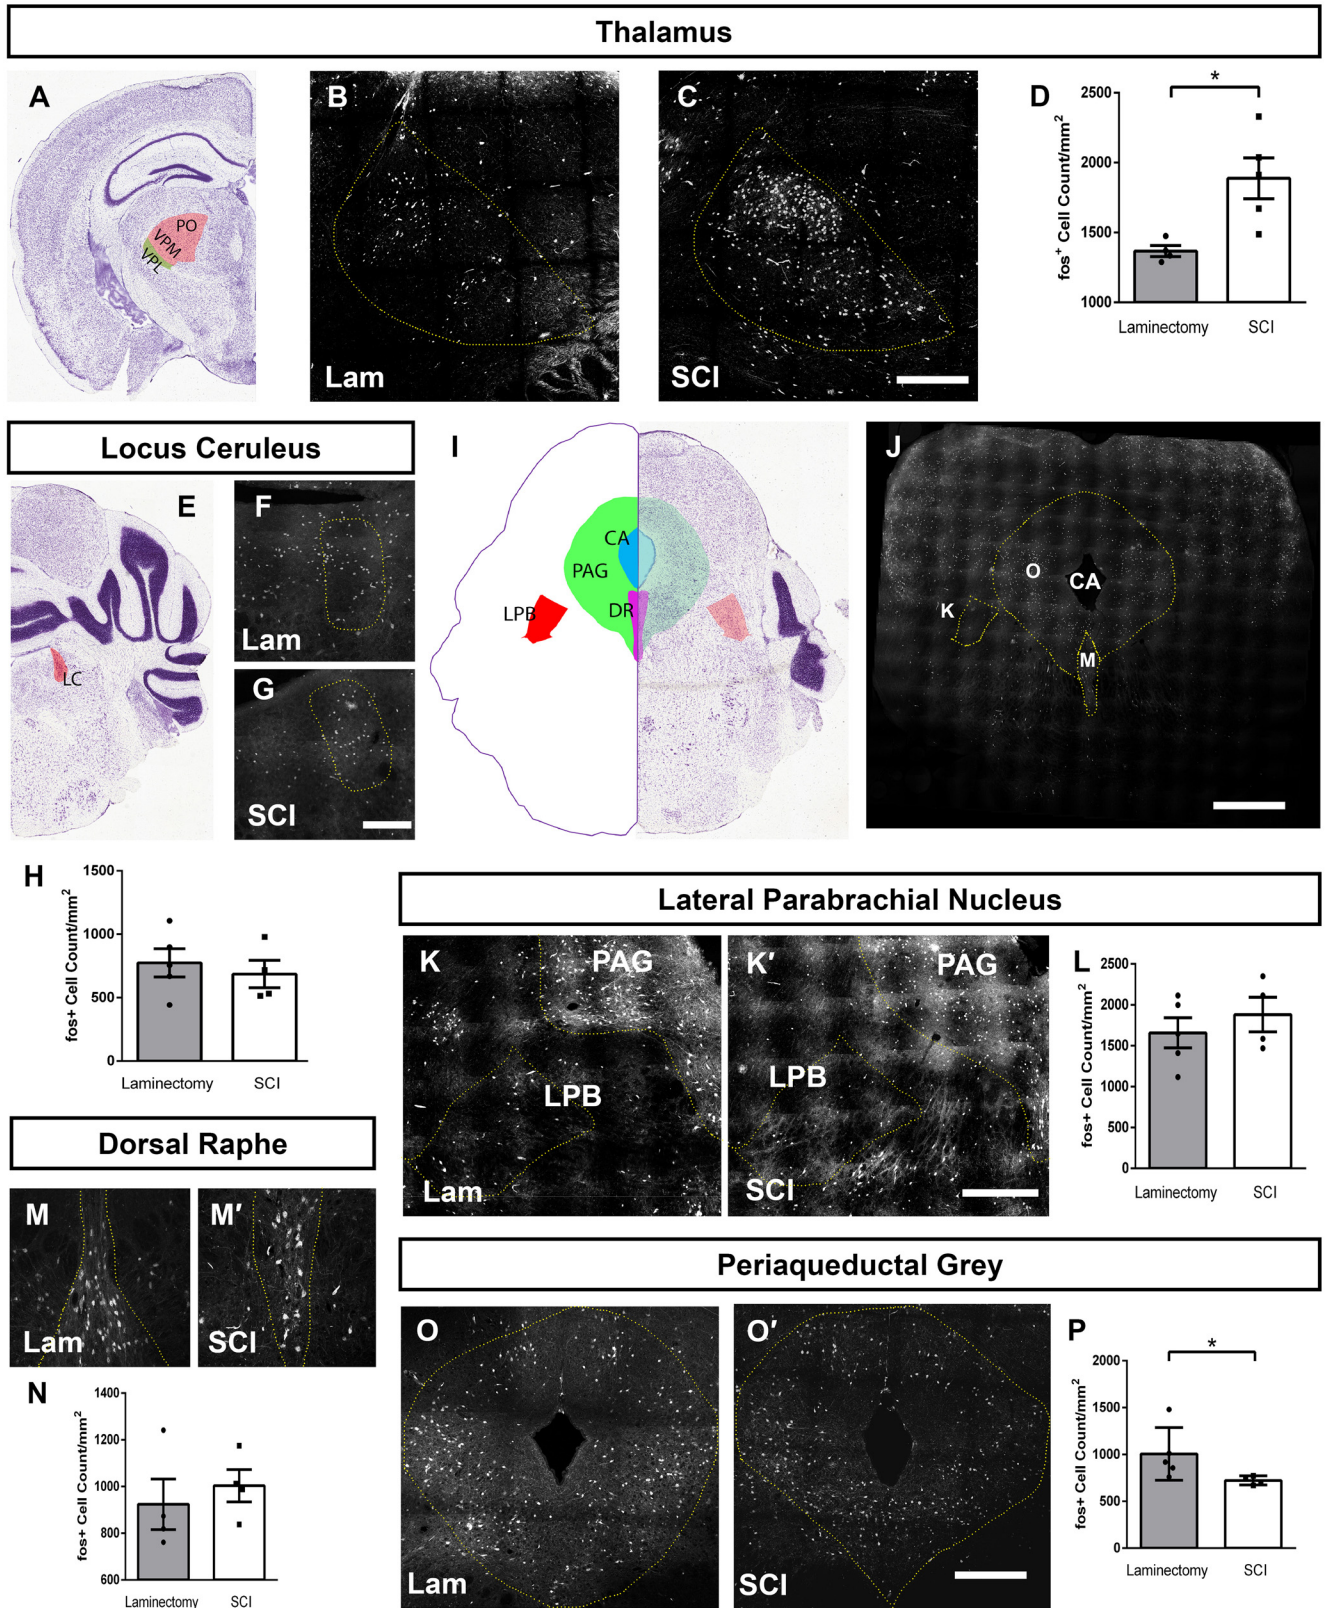 Thalamus
A
PO
VPM
VPL
B
Lam
C
SCI
D
*
fos+ Cell Count/mm2
2500
2000
1500
1000
Laminectomy
SCI
Locus Ceruleus
E
LC
F
Lam
G
SCI
I
CA
PAG
DR
LPB
J
O
CA
K
M
H
fos+ Cell Count/mm2
1500
1000
500
0
Laminectomy
SCI
Lateral Parabrachial Nucleus
K
PAG
LPB
Lam
K′
PAG
LPB
SCI
L
fos+ Cell Count/mm2
2500
2000
1500
1000
500
0
Laminectomy
SCI
Dorsal Raphe
M
Lam
M′
SCI
N
fos+ Cell Count/mm2
1400
1200
1000
800
600
Laminectomy
SCI
Periaqueductal Grey
O
Lam
O′
SCI
P
*
fos+ Cell Count/mm2
2000
1500
1000
500
0
Laminectomy
SCI